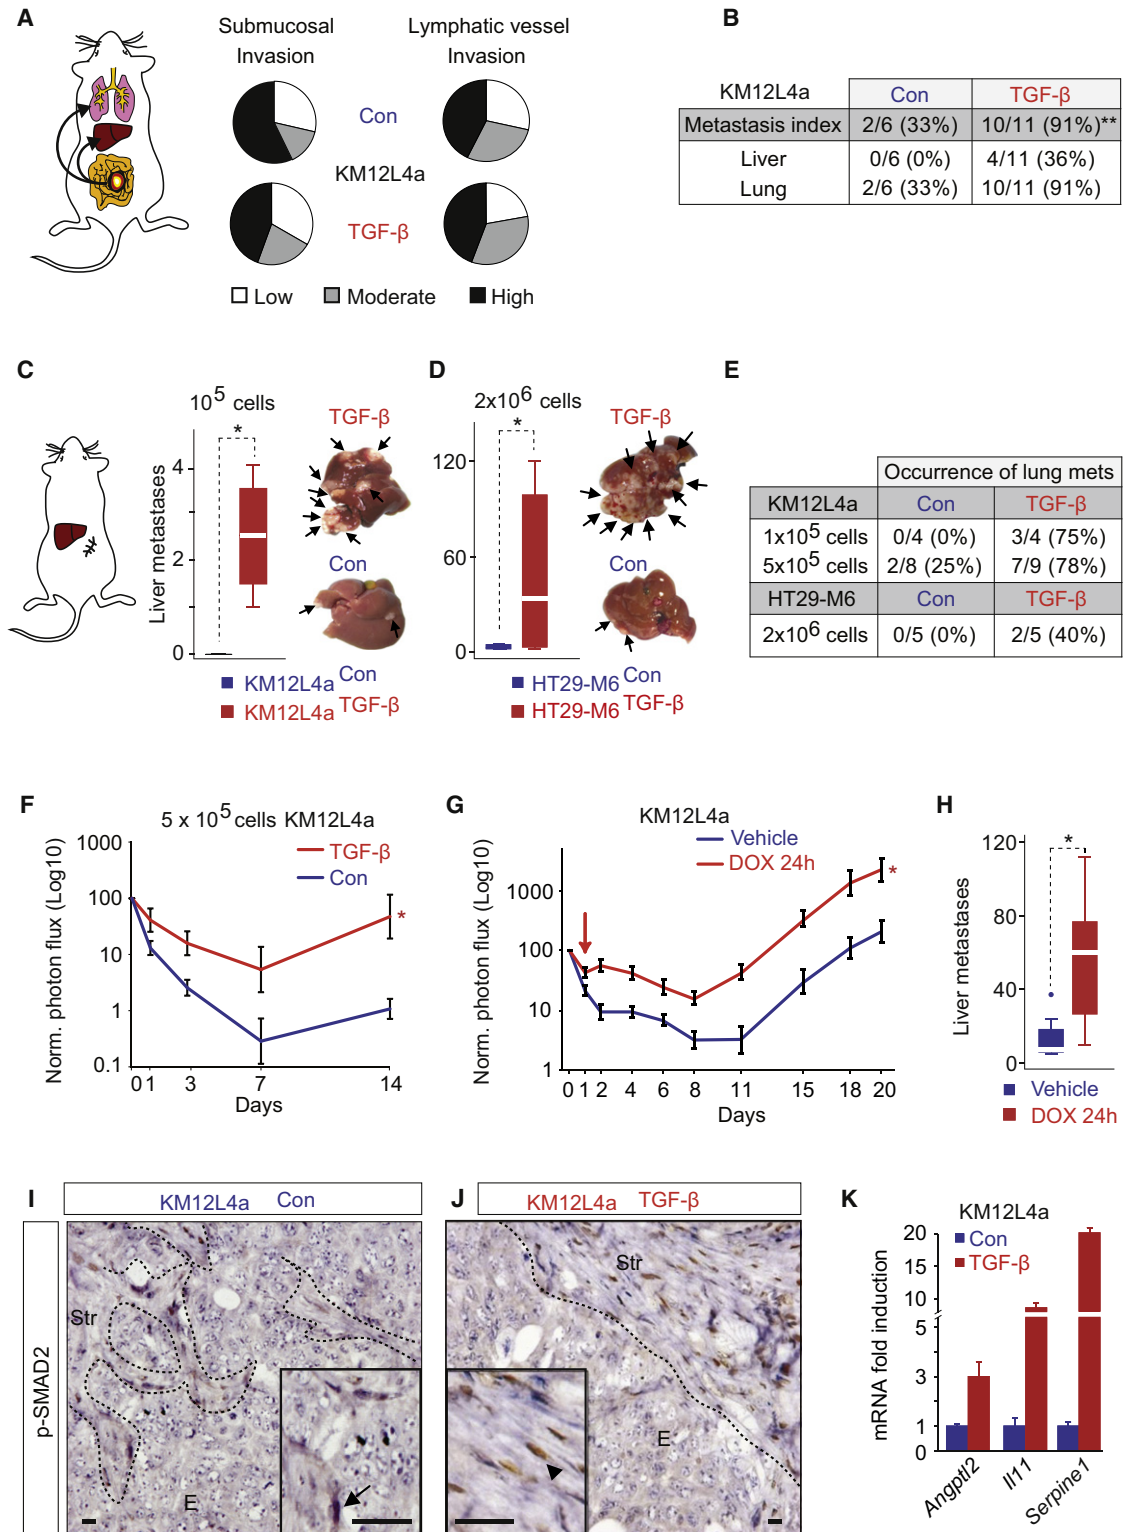 A
Submucosal Invasion
Lymphatic vessel Invasion
Con
KM12L4a
TGF-β
Low
Moderate
High
B
KM12L4a Con TGF-β
Metastasis index 2/6 (33%) 10/11 (91%)**
Liver 0/6 (0%) 4/11 (36%)
Lung 2/6 (33%) 10/11 (91%)
C
10^5 cells
Liver metastases
4
2
0
*
TGF-β
Con
KM12L4a Con
KM12L4a TGF-β
D
2x10^6 cells
120
60
0
*
TGF-β
Con
HT29-M6 Con
HT29-M6 TGF-β
E
Occurrence of lung mets
KM12L4a Con TGF-β
1x10^5 cells 0/4 (0%) 3/4 (75%)
5x10^5 cells 2/8 (25%) 7/9 (78%)
HT29-M6 Con TGF-β
2x10^6 cells 0/5 (0%) 2/5 (40%)
F
5 x 10^5 cells KM12L4a
Norm. photon flux (Log10)
1000
100
10
1
0.1
TGF-β
Con
*
0 1 3 7 14
Days
G
KM12L4a
Norm. photon flux (Log10)
1000
100
10
1
Vehicle
DOX 24h
*
0 1 2 4 6 8 11 15 18 20
Days
H
Liver metastases
120
80
40
0
*
Vehicle
DOX 24h
I
KM12L4a Con
p-SMAD2
Str
E
J
KM12L4a TGF-β
Str
E
K
KM12L4a
Con
TGF-β
mRNA fold induction
20
10
5
3
1
0
Angptl2
Il11
Serpine1